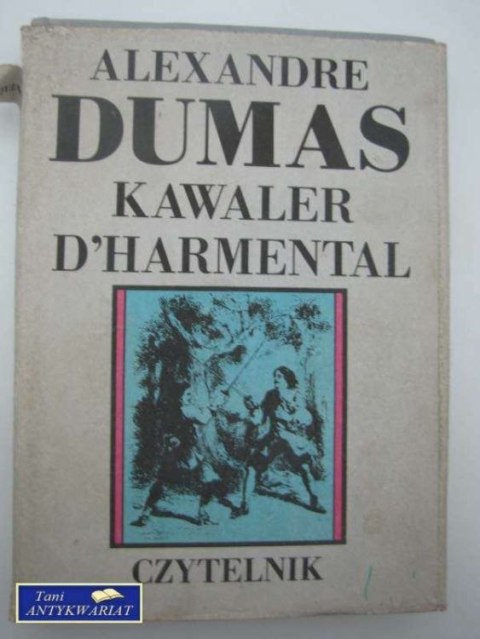 ALEXANDRE
DUMAS
KAWALER
D'HARMENTAL
CZYTELNIK
Tani
ANTYKWARIAT